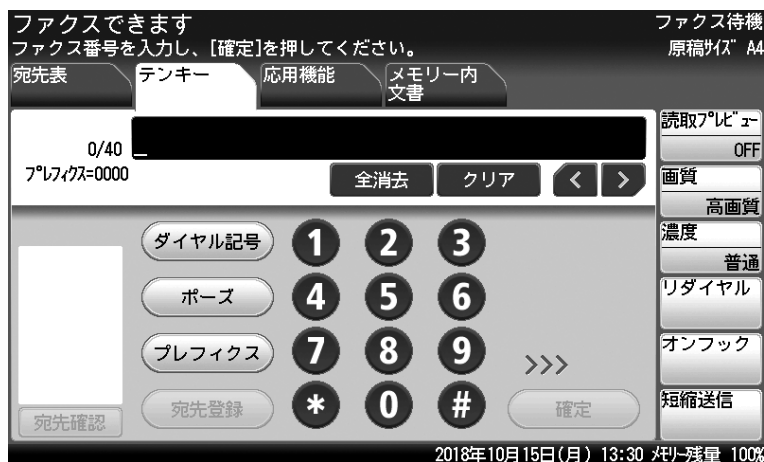 ファクスできます
ファクス待機
ファクス番号を入力し、[確定]を押してください。
原稿ｻｲｽﾞ A4
宛先表
テンキー
応用機能
メモリー内
文書
読取ﾌﾟﾚﾋﾞｭｰ
OFF
0/40
_
ﾌﾟﾚﾌｨｸｽ=0000
全消去
クリア
<
>
画質
高画質
濃度
普通
ダイヤル記号
1
2
3
リダイヤル
ポーズ
4
5
6
オンフック
プレフィクス
7
8
9
>>>
短縮送信
宛先登録
*
0
#
確定
宛先確認
2018年10月15日(月) 13:30 ﾒﾓﾘｰ残量 100%